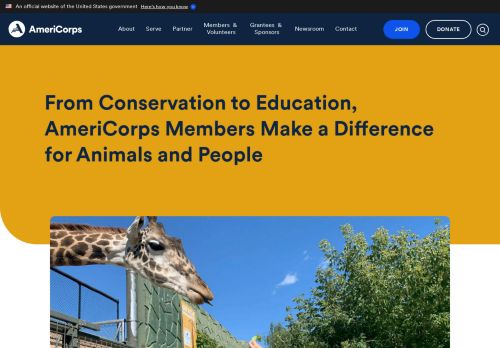 An official website of the United States government Here's how you know
AmeriCorps
About Serve Partner Members & Volunteers Grantees & Sponsors Newsroom Contact
JOIN
DONATE
From Conservation to Education,
AmeriCorps Members Make a Difference
for Animals and People